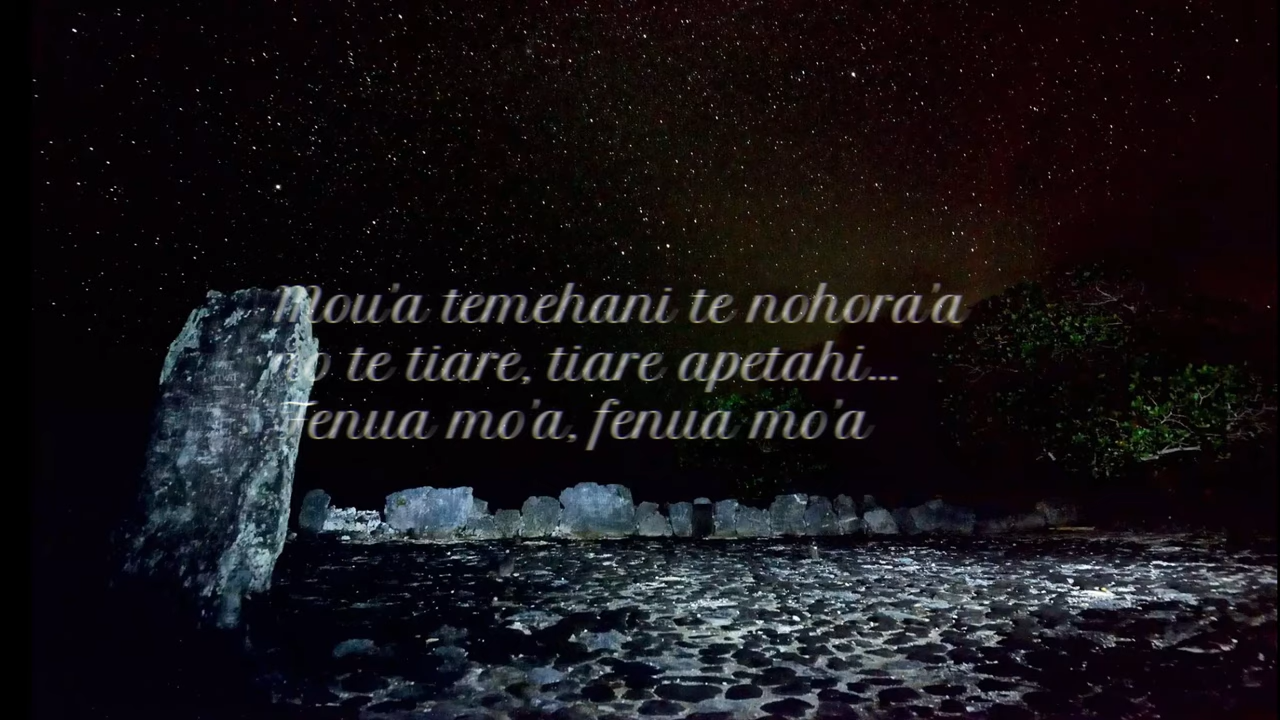 Mou'a temehani te nohora'a
no te tiare, tiare apetahi...
Fenua mo'a, fenua mo'a